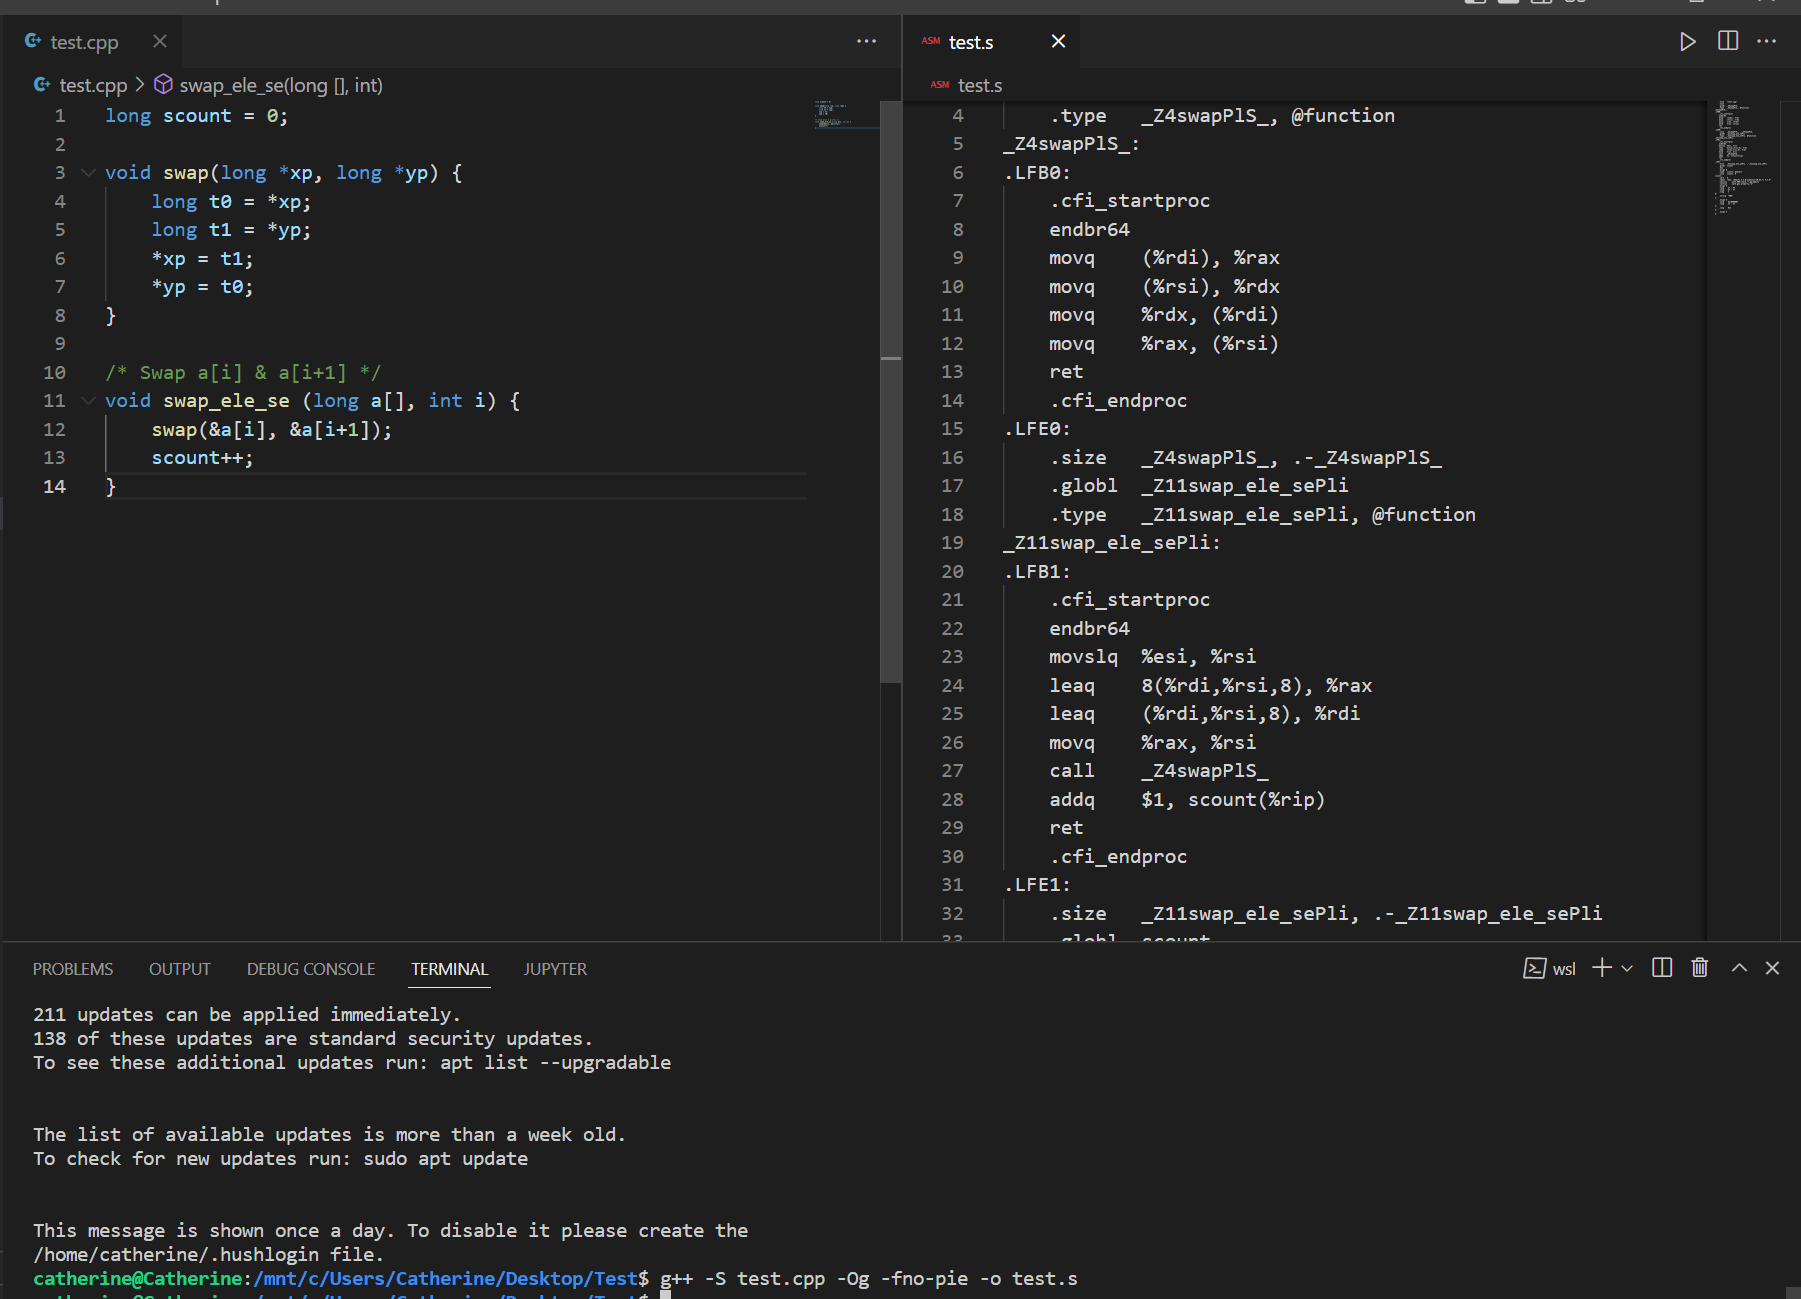 test.cpp
test.cpp > swap_ele_se(long [], int)
1 long scount = 0;
2
3 void swap(long *xp, long *yp) {
4     long t0 = *xp;
5     long t1 = *yp;
6     *xp = t1;
7     *yp = t0;
8 }
9
10 /* Swap a[i] & a[i+1] */
11 void swap_ele_se (long a[], int i) {
12     swap(&a[i], &a[i+1]);
13     scount++;
14 }
ASM test.s
ASM test.s
4     .type   _Z4swapPlS_, @function
5 _Z4swapPlS_:
6 .LFB0:
7     .cfi_startproc
8     endbr64
9     movq    (%rdi), %rax
10     movq    (%rsi), %rdx
11     movq    %rdx, (%rdi)
12     movq    %rax, (%rsi)
13     ret
14     .cfi_endproc
15 .LFE0:
16     .size   _Z4swapPlS_, .-_Z4swapPlS_
17     .globl  _Z11swap_ele_sePli
18     .type   _Z11swap_ele_sePli, @function
19 _Z11swap_ele_sePli:
20 .LFB1:
21     .cfi_startproc
22     endbr64
23     movslq  %esi, %rsi
24     leaq    8(%rdi,%rsi,8), %rax
25     leaq    (%rdi,%rsi,8), %rdi
26     movq    %rax, %rsi
27     call    _Z4swapPlS_
28     addq    $1, scount(%rip)
29     ret
30     .cfi_endproc
31 .LFE1:
32     .size   _Z11swap_ele_sePli, .-_Z11swap_ele_sePli
33     .globl  scount
PROBLEMS OUTPUT DEBUG CONSOLE TERMINAL JUPYTER
wsl
211 updates can be applied immediately.
138 of these updates are standard security updates.
To see these additional updates run: apt list --upgradable
The list of available updates is more than a week old.
To check for new updates run: sudo apt update
This message is shown once a day. To disable it please create the
/home/catherine/.hushlogin file.
catherine@Catherine:/mnt/c/Users/Catherine/Desktop/Test$ g++ -S test.cpp -Og -fno-pie -o test.s
catherine@Catherine:/mnt/c/Users/Catherine/Desktop/Test$